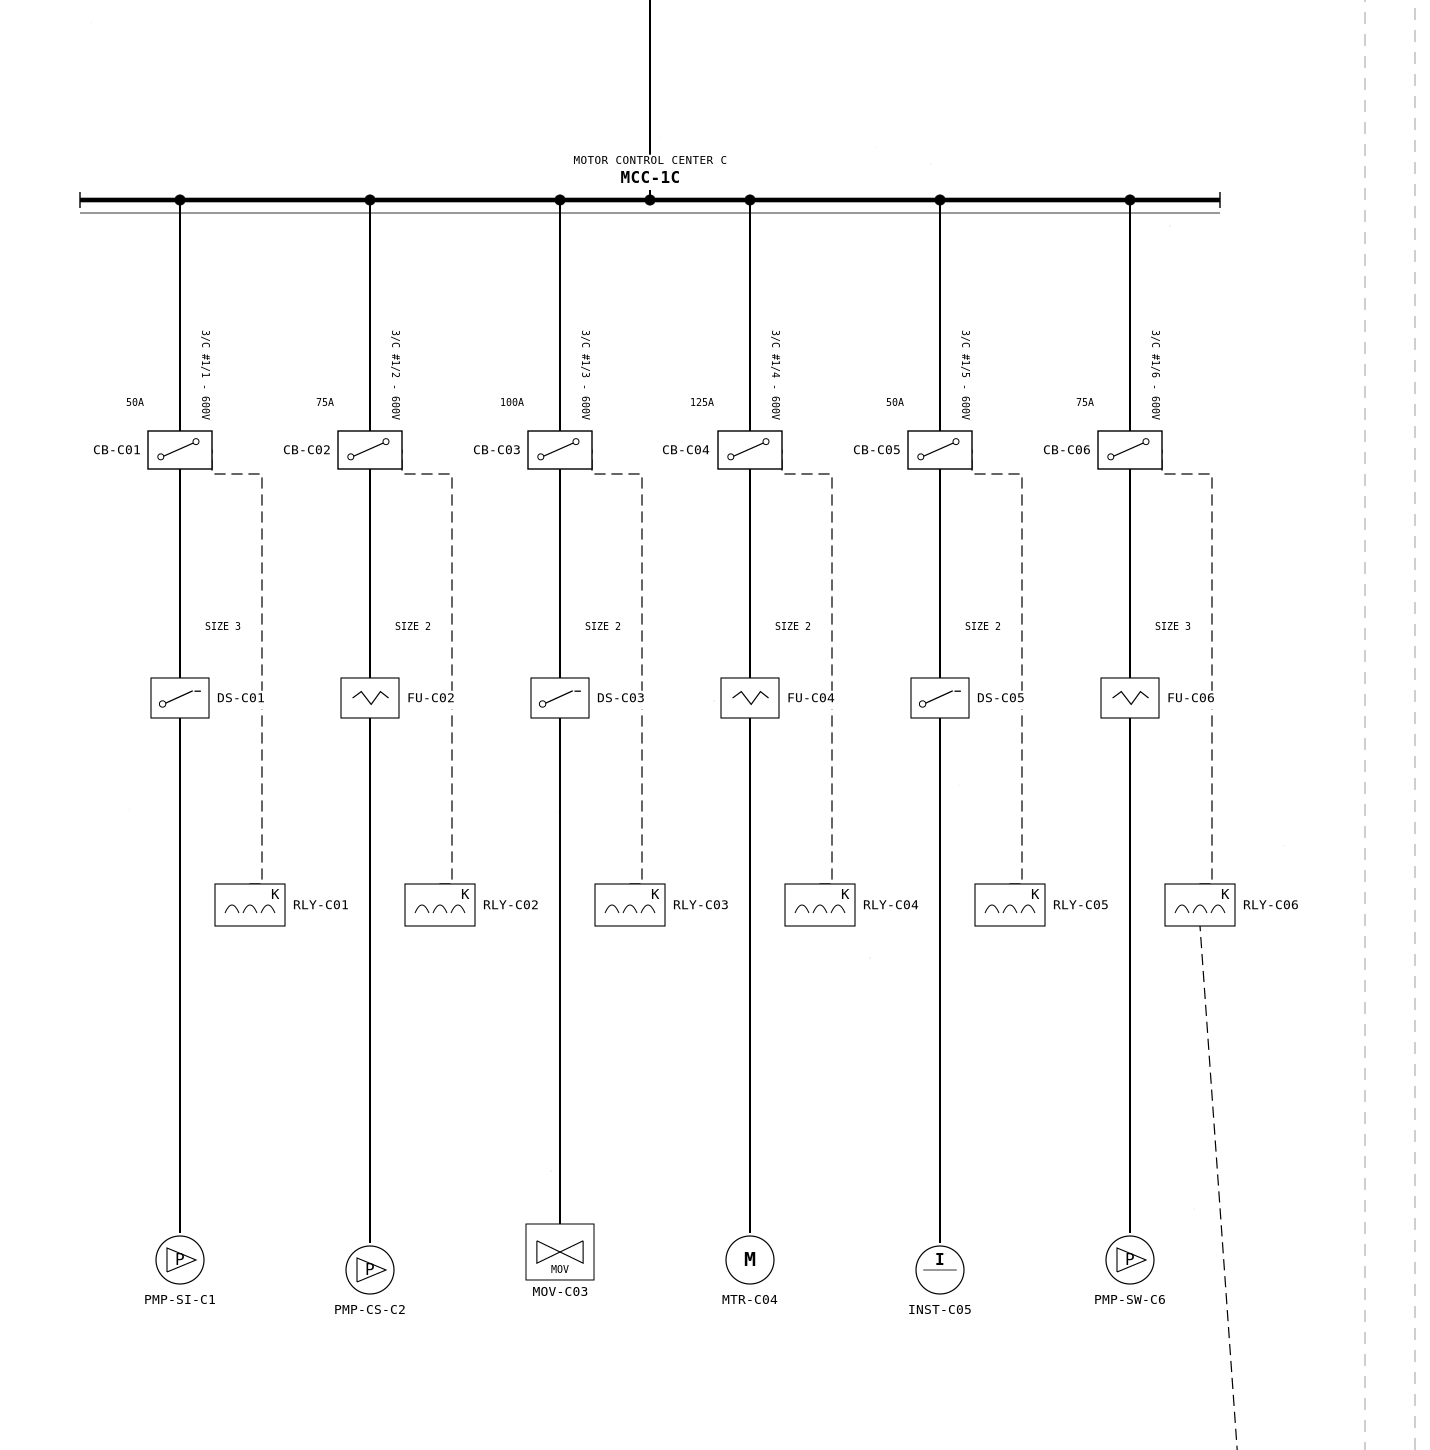 MOTOR CONTROL CENTER C
MCC-1C
3/C #1/1 - 600V
3/C #1/2 - 600V
3/C #1/3 - 600V
3/C #1/4 - 600V
3/C #1/5 - 600V
3/C #1/6 - 600V
50A
75A
100A
125A
50A
75A
CB-C01
CB-C02
CB-C03
CB-C04
CB-C05
CB-C06
SIZE 3
SIZE 2
SIZE 2
SIZE 2
SIZE 2
SIZE 3
DS-C01
FU-C02
DS-C03
FU-C04
DS-C05
FU-C06
K
K
K
K
K
K
RLY-C01
RLY-C02
RLY-C03
RLY-C04
RLY-C05
RLY-C06
P
P
MOV
M
I
P
PMP-SI-C1
PMP-CS-C2
MOV-C03
MTR-C04
INST-C05
PMP-SW-C6